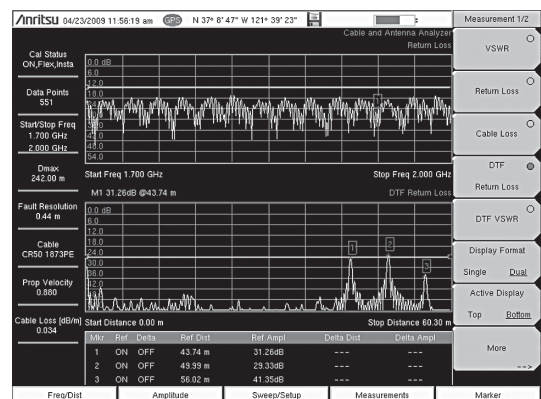 Anritsu 04/23/2009 11:56:19 am GPS N 37° 8' 47" W 121° 39' 23"
Measurement 1/2
Cable and Antenna Analyzer
Return Loss
Cal Status
ON,Flex,Insta
Data Points
551
Start/Stop Freq
1.700 GHz
2.000 GHz
Dmax
242.00 m
Fault Resolution
0.44 m
Cable
CR50 1873PE
Prop Velocity
0.880
Cable Loss [dB/m]
0.034
0.0 dB
6.0
12.0
18.0
24.0
48.0
54.0
Start Freq 1.700 GHz Stop Freq 2.000 GHz
M1 31.26dB @43.74 m DTF Return Loss
0.0 dB
6.0
12.0
18.0
30.0
36.0
42.0
1 2 3
Start Distance 0.00 m Stop Distance 60.30 m
Mkr Ref Delta Ref Dist Ref Ampl Delta Dist Delta Ampl
1 ON OFF 43.74 m 31.26dB --- ---
2 ON OFF 49.99 m 29.33dB --- ---
3 ON OFF 56.02 m 41.35dB --- ---
VSWR
Return Loss
Cable Loss
DTF
Return Loss
DTF VSWR
Display Format
Single Dual
Active Display
Top Bottom
More
-->
Freq/Dist Amplitude Sweep/Setup Measurements Marker